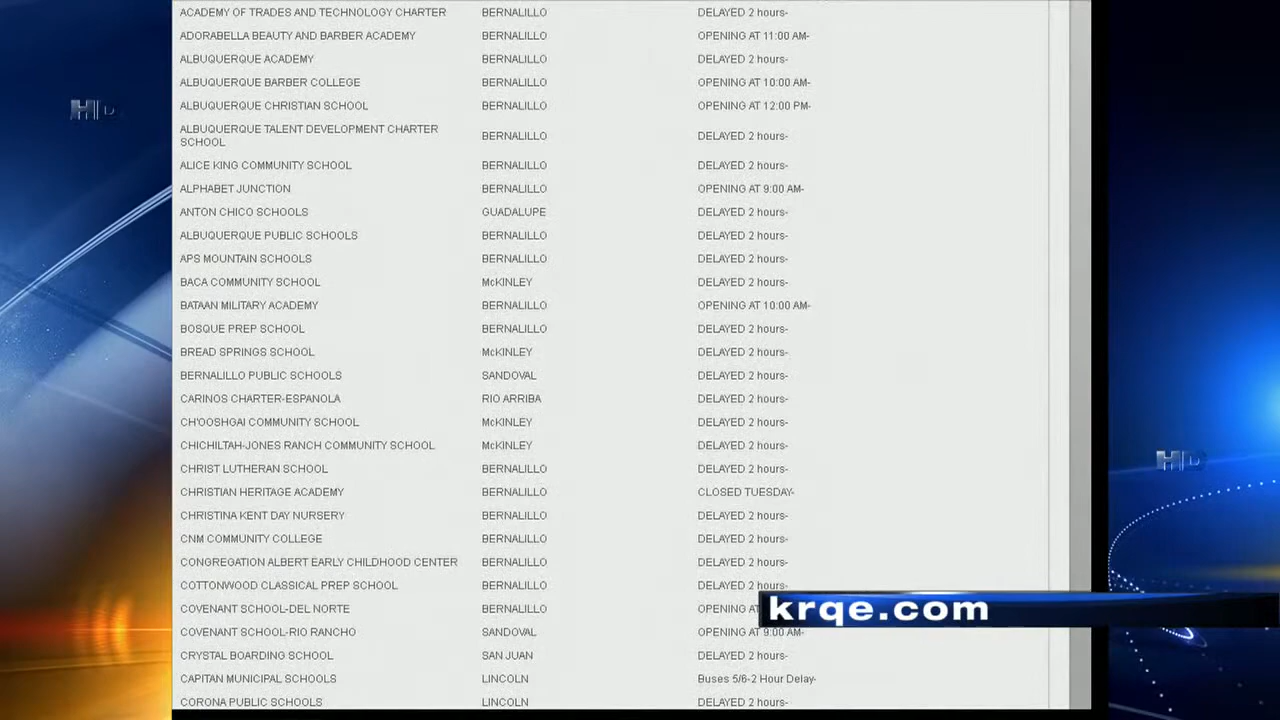 ACADEMY OF TRADES AND TECHNOLOGY CHARTER BERNALILLO DELAYED 2 hours-
ADORABELLA BEAUTY AND BARBER ACADEMY BERNALILLO OPENING AT 11:00 AM-
ALBUQUERQUE ACADEMY BERNALILLO DELAYED 2 hours-
ALBUQUERQUE BARBER COLLEGE BERNALILLO OPENING AT 10:00 AM-
ALBUQUERQUE CHRISTIAN SCHOOL BERNALILLO OPENING AT 12:00 PM-
ALBUQUERQUE TALENT DEVELOPMENT CHARTER
SCHOOL BERNALILLO DELAYED 2 hours-
ALICE KING COMMUNITY SCHOOL BERNALILLO DELAYED 2 hours-
ALPHABET JUNCTION BERNALILLO OPENING AT 9:00 AM-
ANTON CHICO SCHOOLS GUADALUPE DELAYED 2 hours-
ALBUQUERQUE PUBLIC SCHOOLS BERNALILLO DELAYED 2 hours-
APS MOUNTAIN SCHOOLS BERNALILLO DELAYED 2 hours-
BACA COMMUNITY SCHOOL McKINLEY DELAYED 2 hours-
BATAAN MILITARY ACADEMY BERNALILLO OPENING AT 10:00 AM-
BOSQUE PREP SCHOOL BERNALILLO DELAYED 2 hours-
BREAD SPRINGS SCHOOL McKINLEY DELAYED 2 hours-
BERNALILLO PUBLIC SCHOOLS SANDOVAL DELAYED 2 hours-
CARINOS CHARTER-ESPANOLA RIO ARRIBA DELAYED 2 hours-
CH'OOSHGAI COMMUNITY SCHOOL McKINLEY DELAYED 2 hours-
CHICHILTAH-JONES RANCH COMMUNITY SCHOOL McKINLEY DELAYED 2 hours-
CHRIST LUTHERAN SCHOOL BERNALILLO DELAYED 2 hours-
CHRISTIAN HERITAGE ACADEMY BERNALILLO CLOSED TUESDAY-
CHRISTINA KENT DAY NURSERY BERNALILLO DELAYED 2 hours-
CNM COMMUNITY COLLEGE BERNALILLO DELAYED 2 hours-
CONGREGATION ALBERT EARLY CHILDHOOD CENTER BERNALILLO DELAYED 2 hours-
COTTONWOOD CLASSICAL PREP SCHOOL BERNALILLO DELAYED 2 hours-
COVENANT SCHOOL-DEL NORTE BERNALILLO OPENING AT
COVENANT SCHOOL-RIO RANCHO SANDOVAL OPENING AT 9:00 AM-
CRYSTAL BOARDING SCHOOL SAN JUAN DELAYED 2 hours-
CAPITAN MUNICIPAL SCHOOLS LINCOLN Buses 5/6-2 Hour Delay-
CORONA PUBLIC SCHOOLS LINCOLN DELAYED 2 hours-
krqe.com
HD
HD